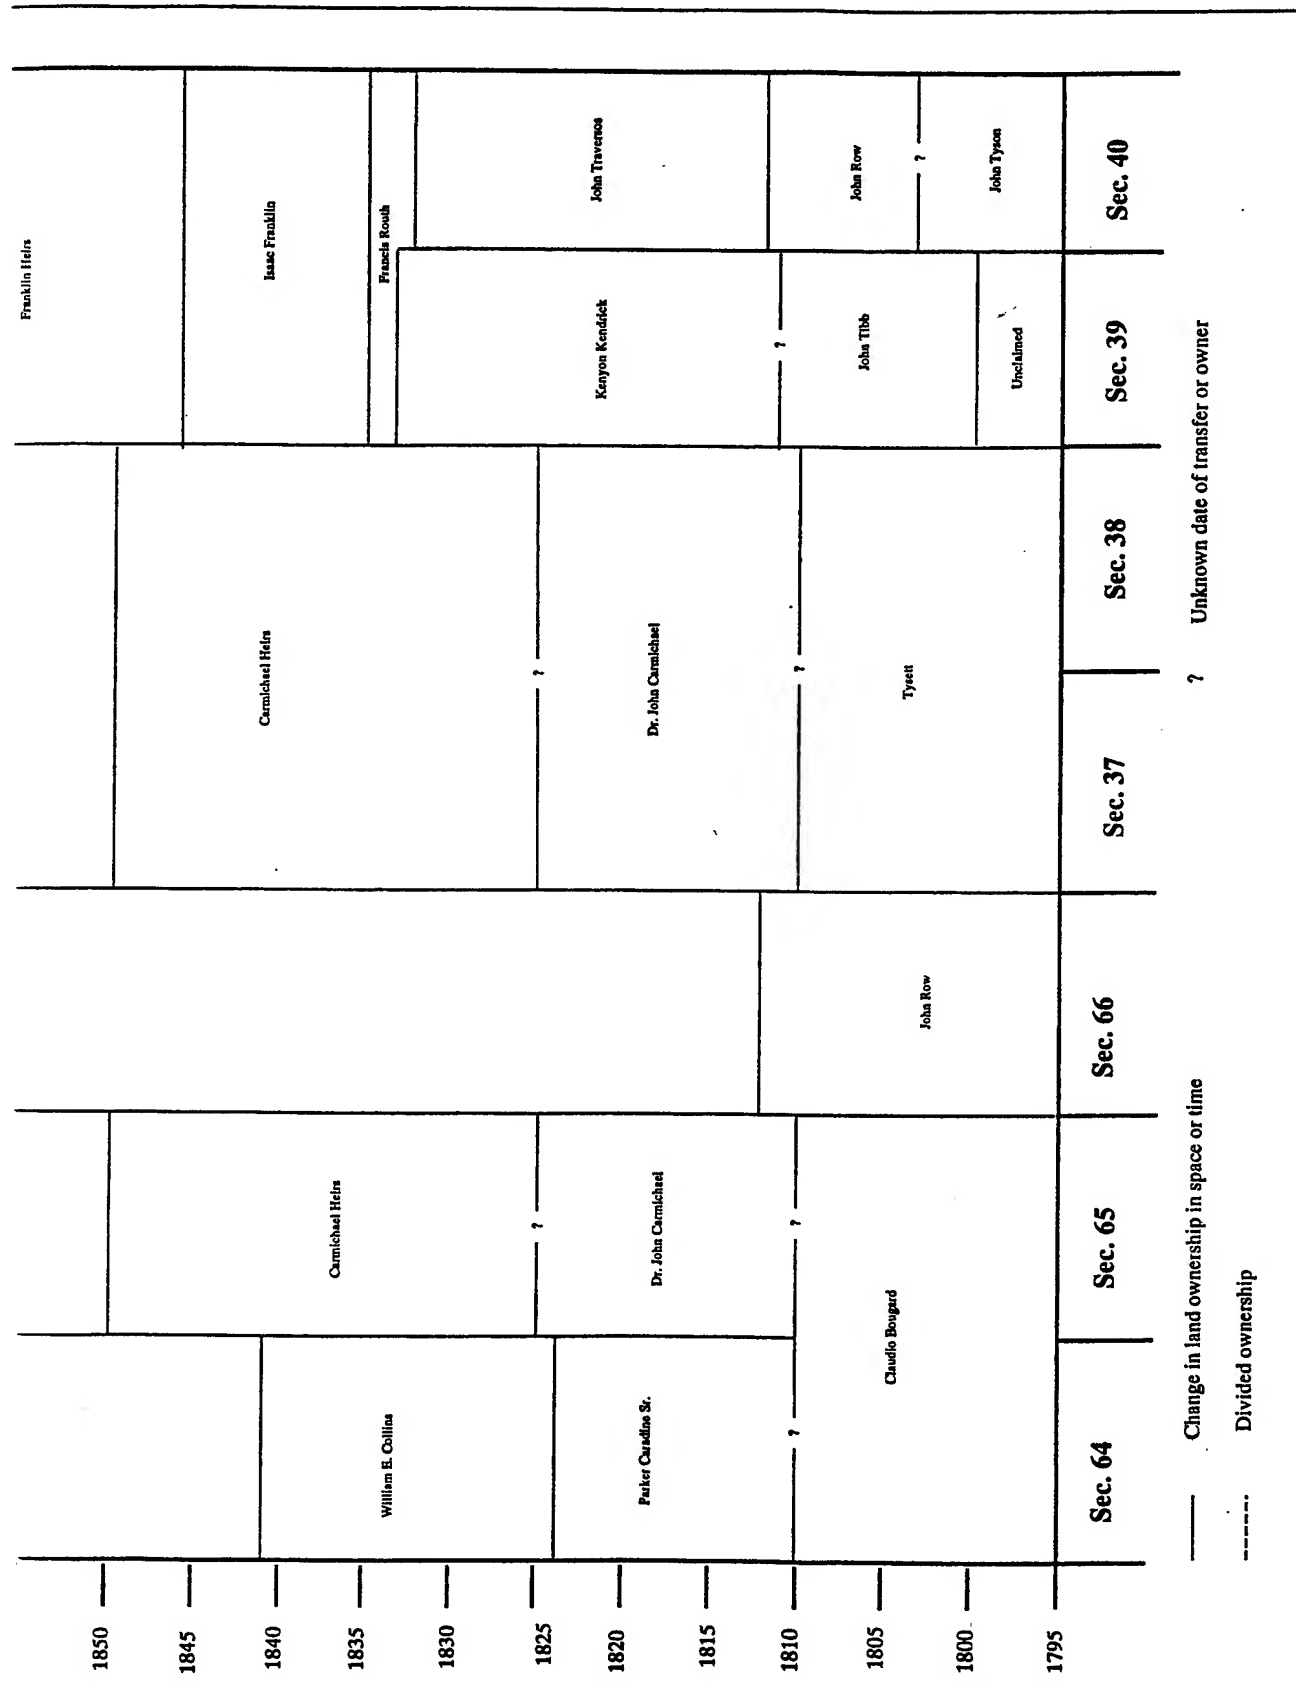 1850
1845
1840
1835
1830
1825
1820
1815
1810
1805
1800
1795
William E. Collins
Parker Caradine Sr.
?
Claudio Bougard
Carmichael Heirs
?
Dr. John Carmichael
?
John Row
Carmichael Heirs
?
Dr. John Carmichael
?
Tysett
Franklin Heirs
Isaac Franklin
Francis Routh
Kenyon Kendrick
?
John Tibb
Unclaimed
John Traversos
John Row
?
John Tyson
Sec. 64
Sec. 65
Sec. 66
Sec. 37
Sec. 38
Sec. 39
Sec. 40
Change in land ownership in space or time
Divided ownership
? Unknown date of transfer or owner